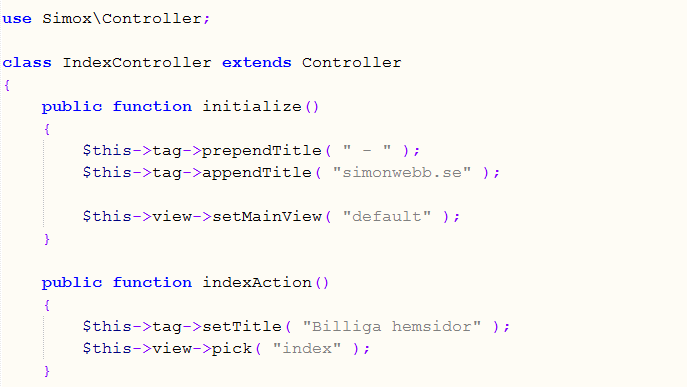 use Simox\Controller;
class IndexController extends Controller
{
    public function initialize()
    {
        $this->tag->prependTitle( " - " );
        $this->tag->appendTitle( "simonwebb.se" );
        $this->view->setMainView( "default" );
    }
    public function indexAction()
    {
        $this->tag->setTitle( "Billiga hemsidor" );
        $this->view->pick( "index" );
    }